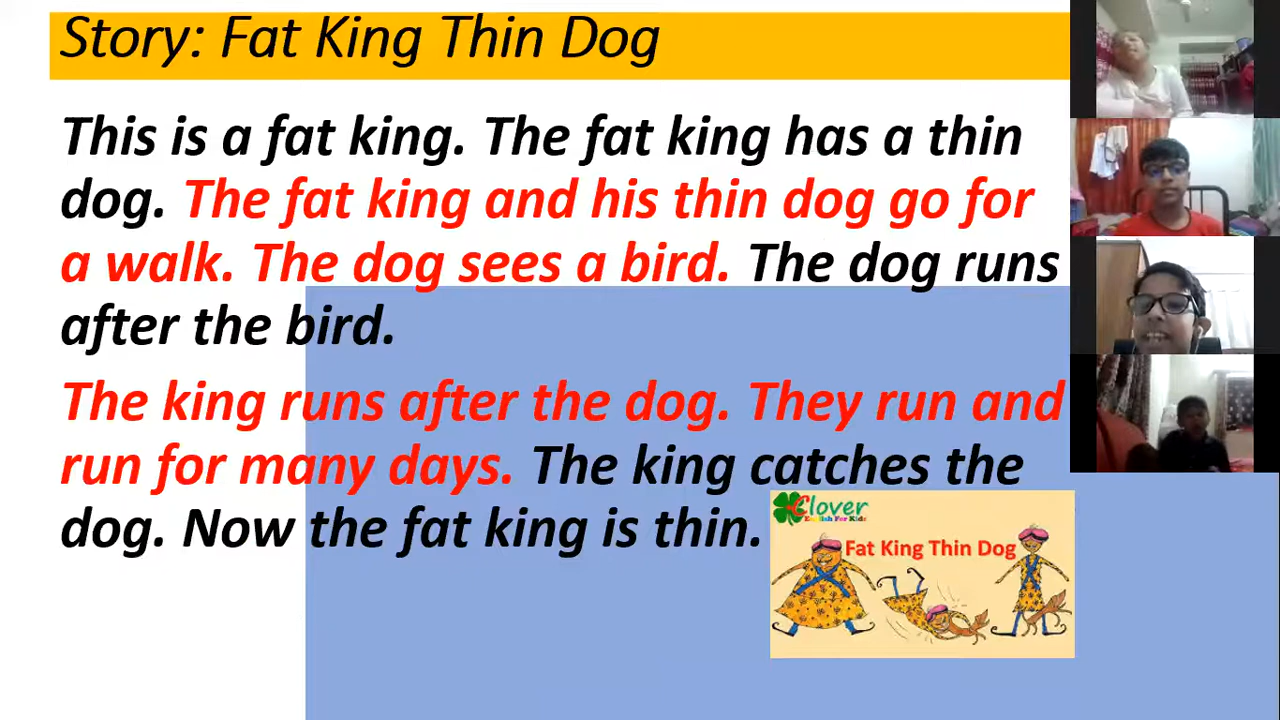 Story: Fat King Thin Dog
This is a fat king. The fat king has a thin
dog. The fat king and his thin dog go for
a walk. The dog sees a bird. The dog runs
after the bird.
The king runs after the dog. They run and
run for many days. The king catches the
dog. Now the fat king is thin.
Clover
English For Kids
Fat King Thin Dog